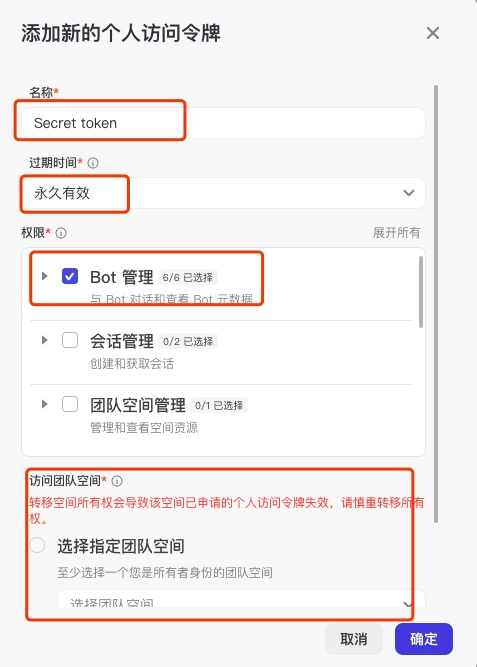 添加新的个人访问令牌
名称*
Secret token
过期时间*
永久有效
权限*
展开所有
Bot 管理 6/6 已选择
与 Bot 对话和查看 Bot 元数据
会话管理 0/2 已选择
创建和获取会话
团队空间管理 0/1 已选择
管理和查看空间资源
访问团队空间*
转移空间所有权会导致该空间已申请的个人访问令牌失效，请慎重转移所有
权。
选择指定团队空间
至少选择一个您是所有者身份的团队空间
选择团队空间
取消
确定